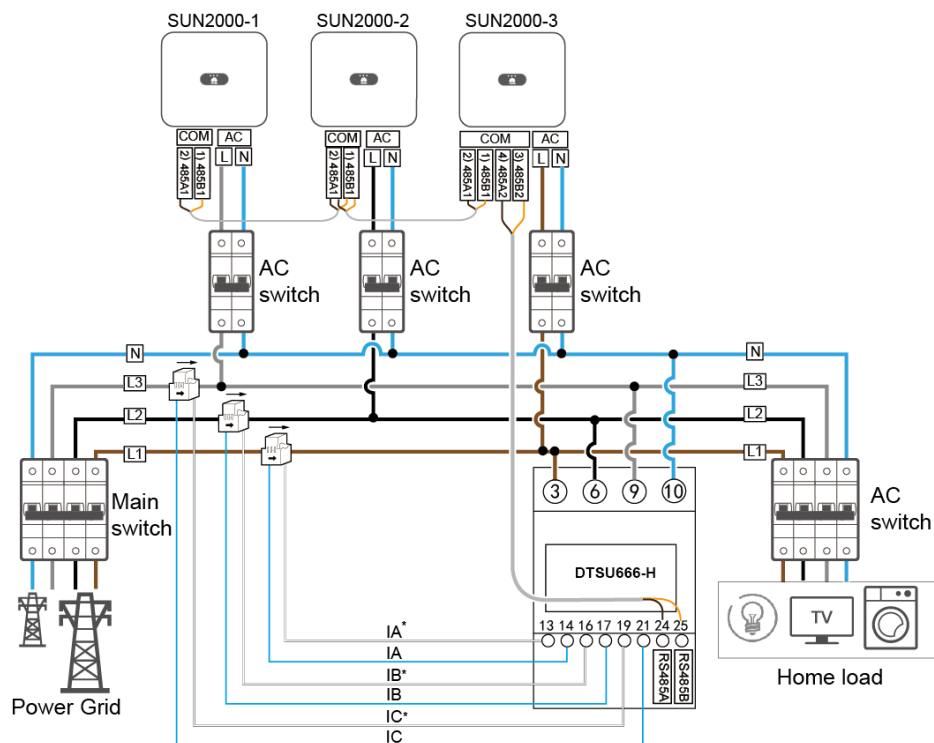 SUN2000-1
SUN2000-2
SUN2000-3
COM
AC
COM
AC
COM
AC
L
N
L
N
L
N
2) 485A1
1) 485B1
2) 485A1
1) 485B1
2) 485A1
1) 485B1
4) 485A2
3) 485B2
AC
switch
AC
switch
AC
switch
N
N
L3
L3
L2
L2
L1
L1
Main
switch
3
6
9
10
AC
switch
DTSU666-H
TV
13 14 16 17 19 21 24 25
RS485A
RS485B
IA*
IA
IB*
IB
IC*
IC
Power Grid
Home load